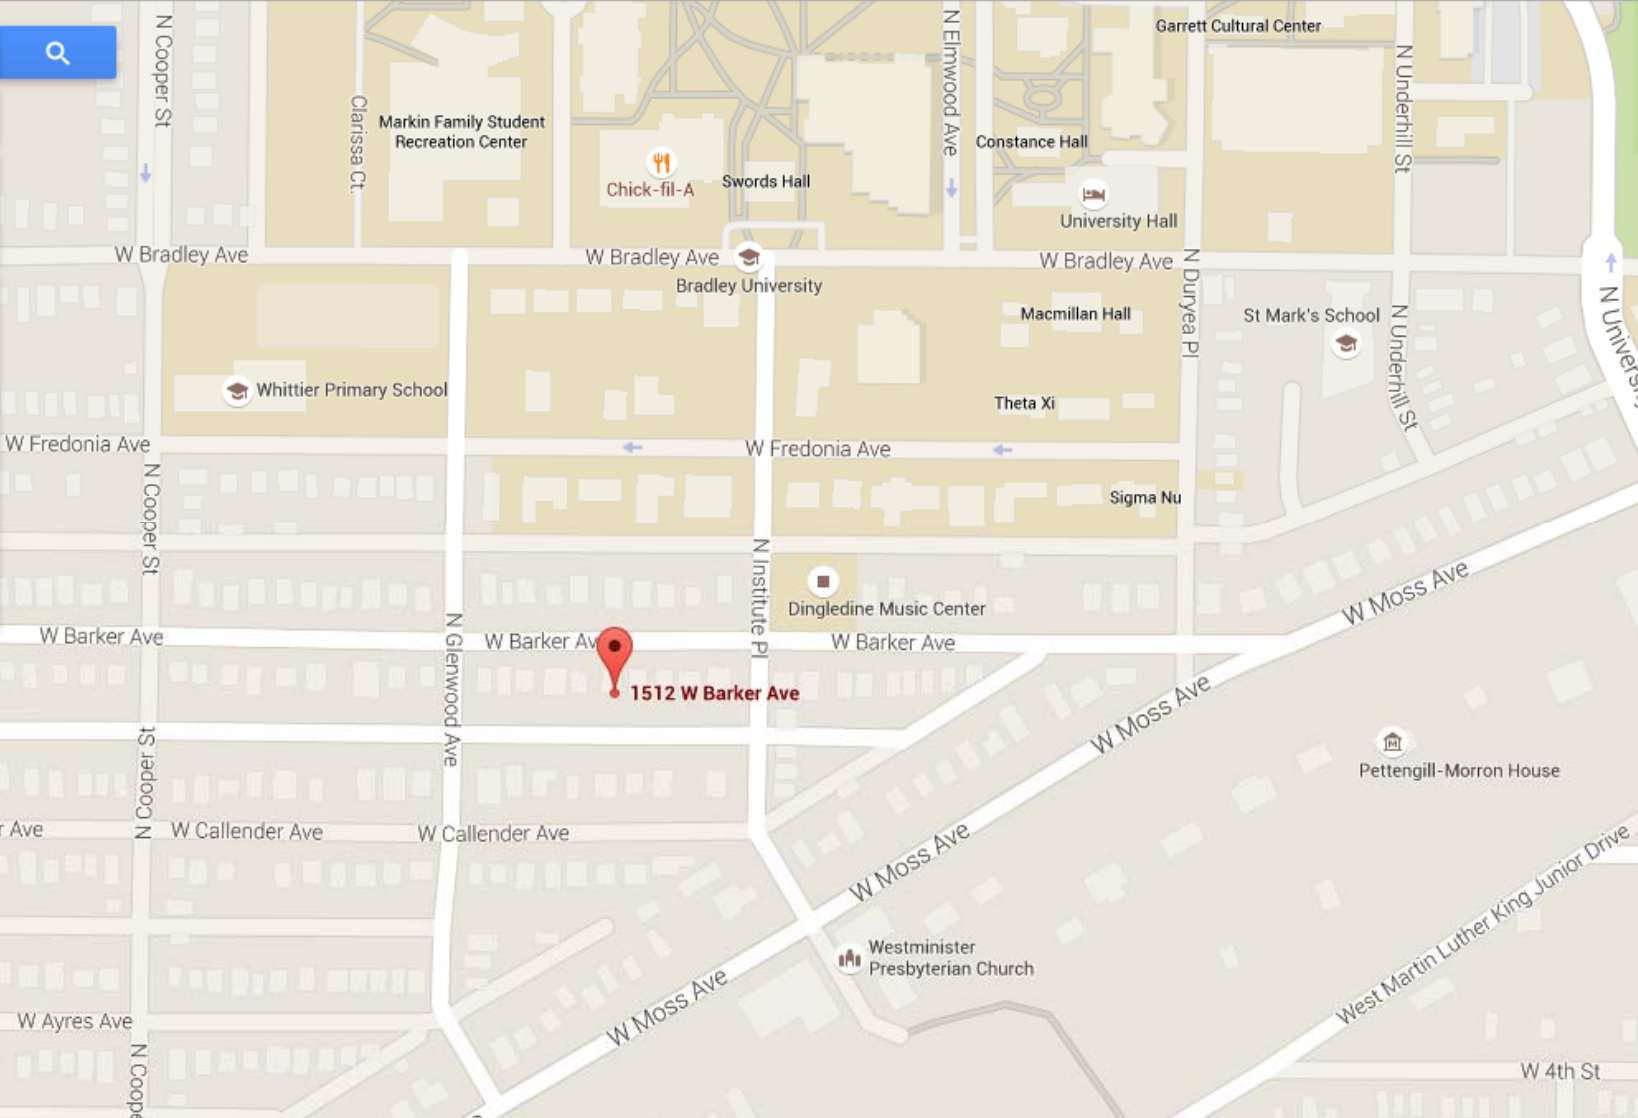 N Cooper St
N Elmwood Ave
Garrett Cultural Center
N Underhill St
Clarissa Ct.
Markin Family Student
Recreation Center
Constance Hall
Chick-fil-A
Swords Hall
University Hall
W Bradley Ave
W Bradley Ave
W Bradley Ave
Bradley University
N Duryea Pl
Macmillan Hall
St Mark's School
N Underhill St
N University
Whittier Primary School
Theta Xi
W Fredonia Ave
W Fredonia Ave
N Cooper St
Sigma Nu
N Institute Pl
W Moss Ave
Dingledine Music Center
W Barker Ave
N Glenwood Ave
W Barker Av
W Barker Ave
1512 W Barker Ave
W Moss Ave
N Cooper St
Pettengill-Morron House
r Ave
W Callender Ave
W Callender Ave
W Moss Ave
West Martin Luther King Junior Drive
Westminister
Presbyterian Church
W Moss Ave
W Ayres Ave
N Coope
W 4th St